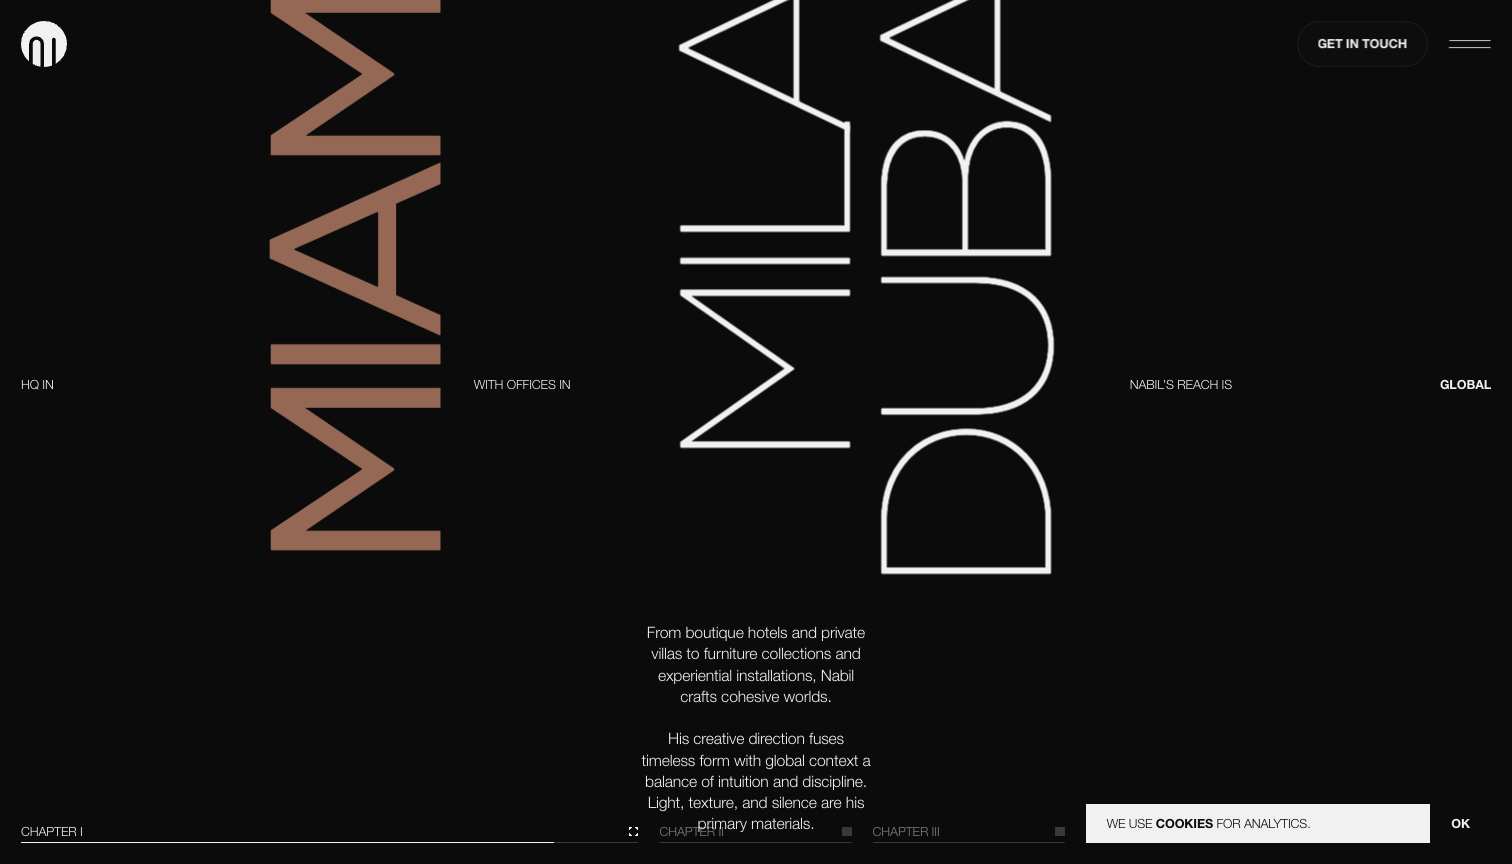 GET IN TOUCH
HQ IN
MIAM
WITH OFFICES IN
MILA
DUBA
NABIL'S REACH IS
GLOBAL
From boutique hotels and private
villas to furniture collections and
experiential installations, Nabil
crafts cohesive worlds.
His creative direction fuses
timeless form with global context a
balance of intuition and discipline.
Light, texture, and silence are his
primary materials.
CHAPTER I
CHAPTER II
CHAPTER III
WE USE COOKIES FOR ANALYTICS.
OK